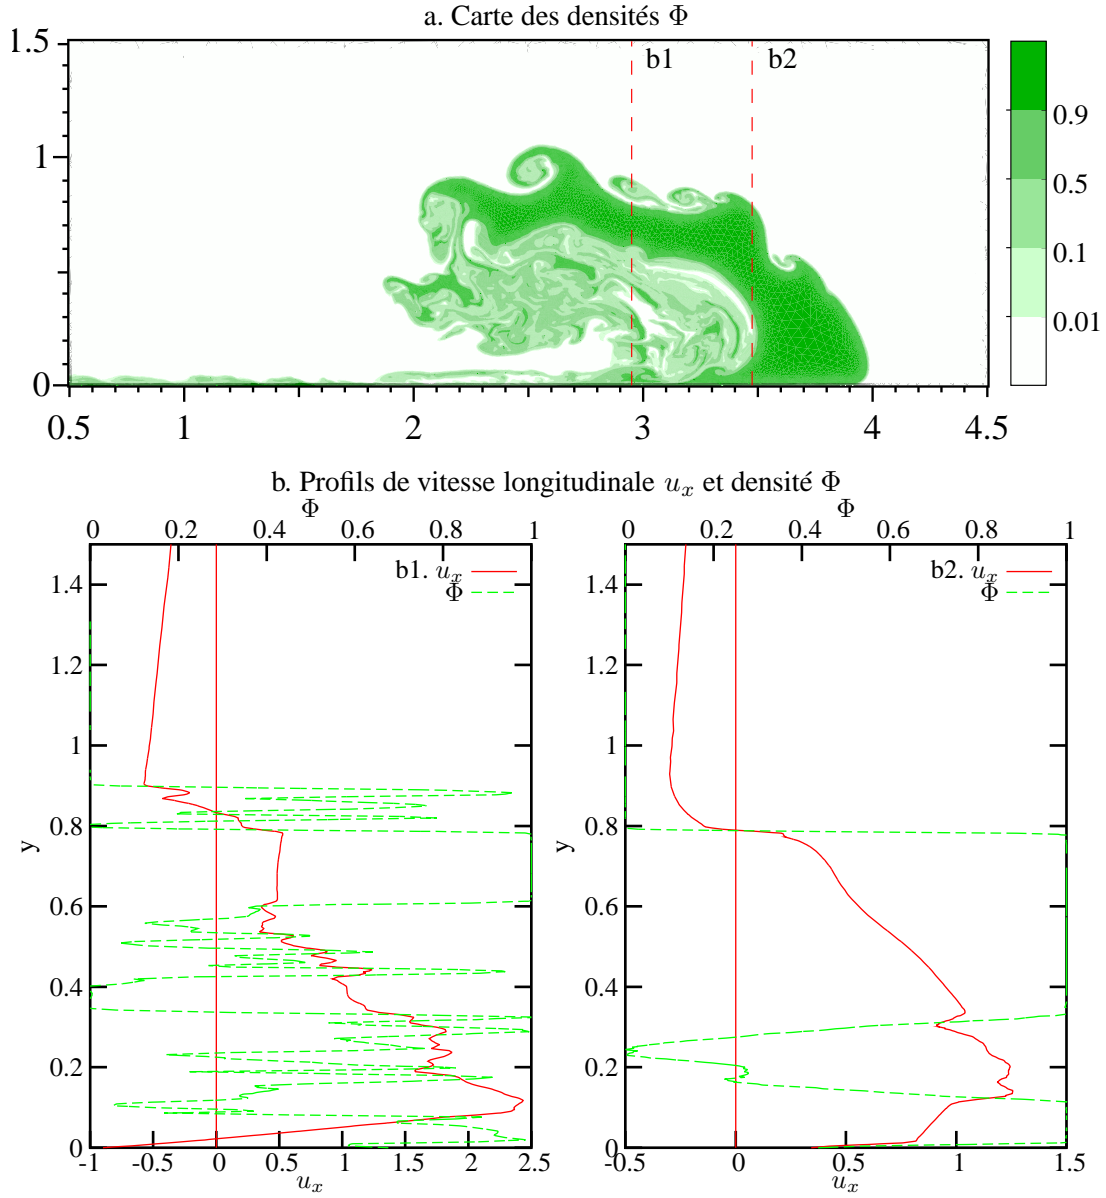 a. Carte des densités Φ
1.5
1
0
b1
b2
0.9
0.5
0.1
0.01
0.5 1 2 3 4 4.5
b. Profils de vitesse longitudinale u_x et densité Φ
Φ
0 0.2 0.4 0.6 0.8 1
b1. u_x
Φ
1.4
1.2
1
0.8
0.6
0.4
0.2
0
y
-1 -0.5 0 0.5 1 1.5 2 2.5
u_x
Φ
0 0.2 0.4 0.6 0.8 1
b2. u_x
Φ
1.4
1.2
1
0.8
0.6
0.4
0.2
0
y
-0.5 0 0.5 1 1.5
u_x